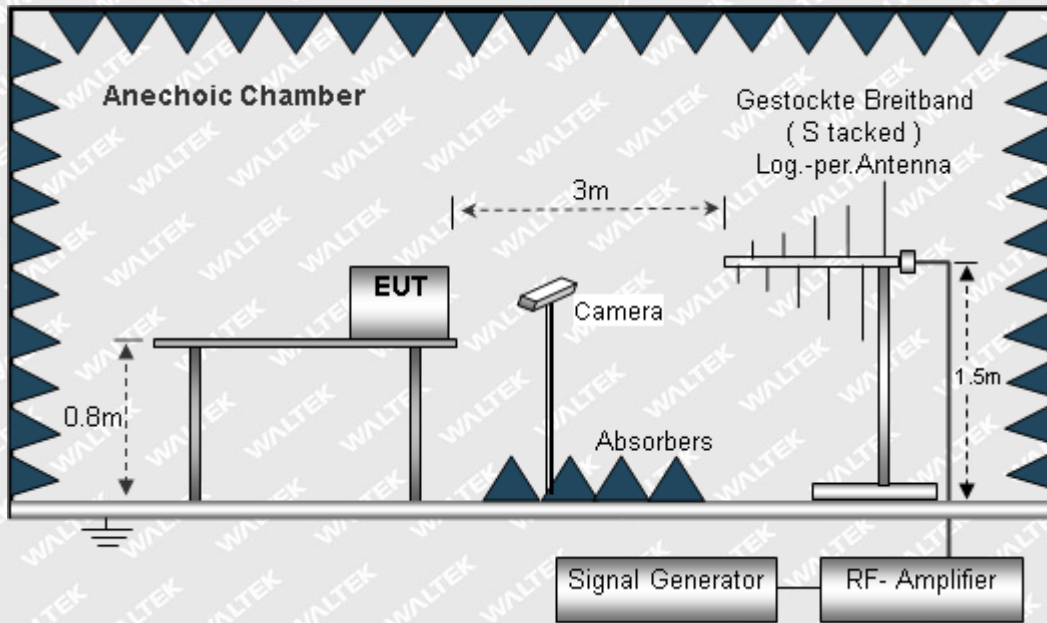 Anechoic Chamber
Gestockte Breitband
( S tacked )
Log.-per.Antenna
3m
EUT
Camera
1.5m
0.8m
Absorbers
Signal Generator
RF- Amplifier
WALTEK